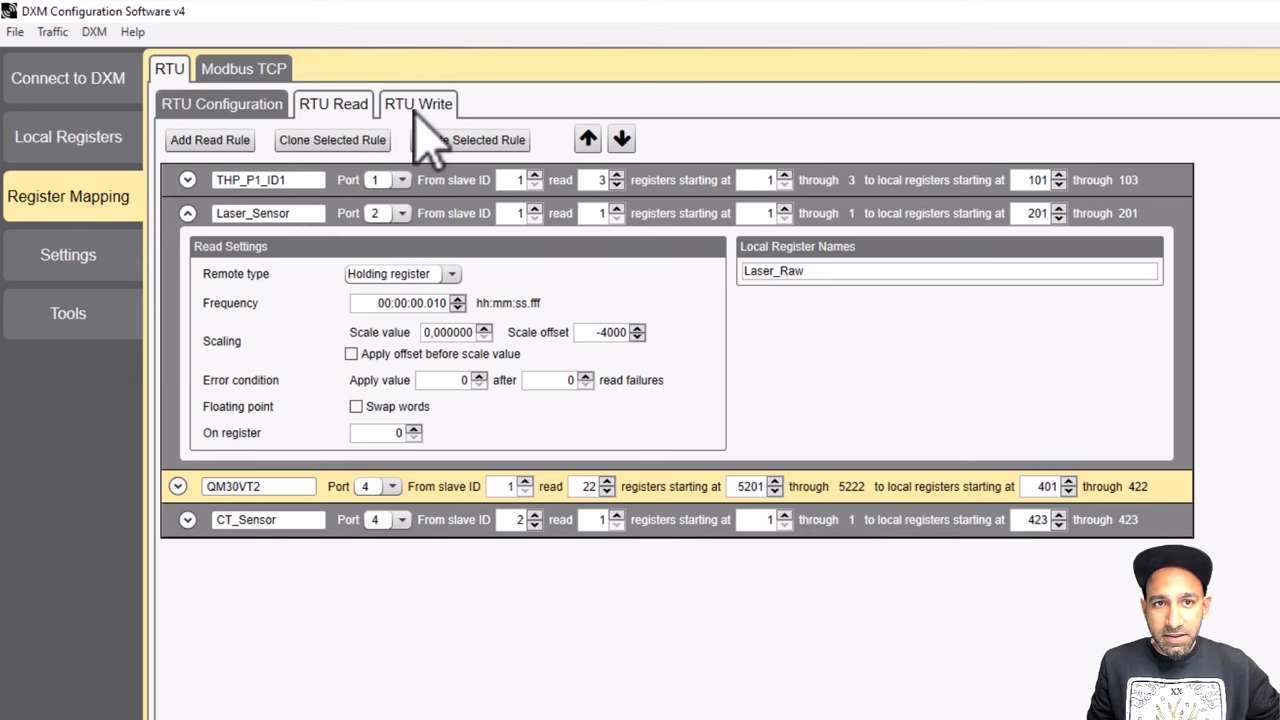 DXM Configuration Software v4
File Traffic DXM Help
Connect to DXM
Local Registers
Register Mapping
Settings
Tools
RTU Modbus TCP
RTU Configuration RTU Read RTU Write
Add Read Rule Clone Selected Rule Selected Rule
THP_P1_ID1 Port 1 From slave ID 1 read 3 registers starting at 1 through 3 to local registers starting at 101 through 103
Laser_Sensor Port 2 From slave ID 1 read 1 registers starting at 1 through 1 to local registers starting at 201 through 201
Read Settings
Remote type Holding register
Frequency 00:00:00.010 hh:mm:ss.fff
Scaling Scale value 0,000000 Scale offset -4000
Apply offset before scale value
Error condition Apply value 0 after 0 read failures
Floating point Swap words
On register 0
Local Register Names
Laser_Raw
QM30VT2 Port 4 From slave ID 1 read 22 registers starting at 5201 through 5222 to local registers starting at 401 through 422
CT_Sensor Port 4 From slave ID 2 read 1 registers starting at 1 through 1 to local registers starting at 423 through 423
XX